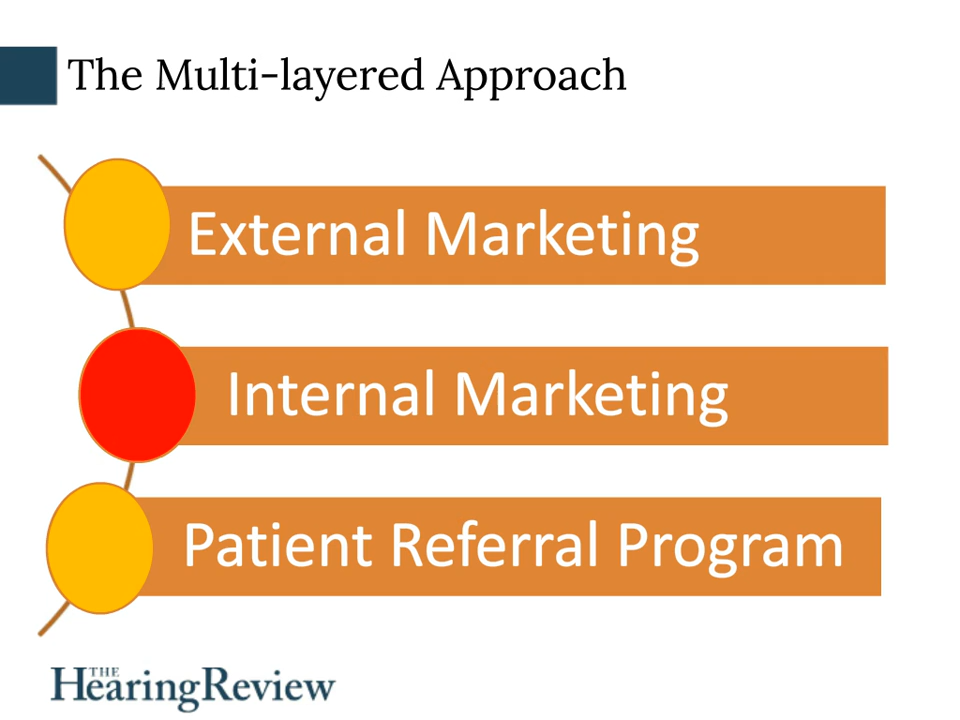 The Multi-layered Approach
External Marketing
Internal Marketing
Patient Referral Program
THE
HearingReview